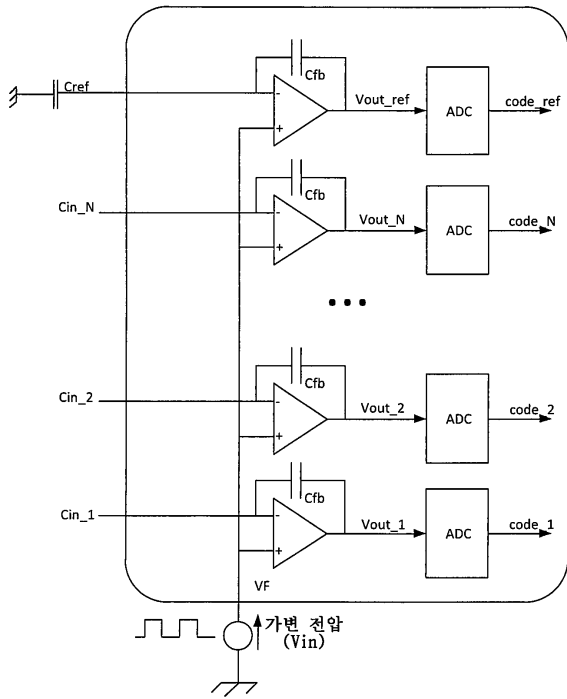 Cref
Cfb
-
+
Vout_ref
ADC
code_ref
Cin_N
Cfb
-
+
Vout_N
ADC
code_N
Cin_2
Cfb
-
+
Vout_2
ADC
code_2
Cin_1
Cfb
-
+
Vout_1
ADC
code_1
VF
가변 전압
(Vin)